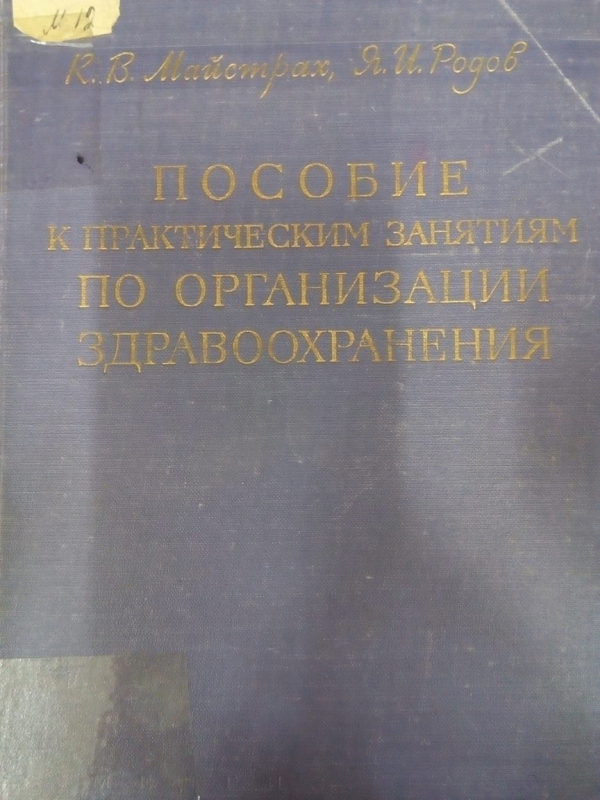 М 12
К. В. Майстрах, Я. И. Родов
ПОСОБИЕ
К ПРАКТИЧЕСКИМ ЗАНЯТИЯМ
ПО ОРГАНИЗАЦИИ
ЗДРАВООХРАНЕНИЯ